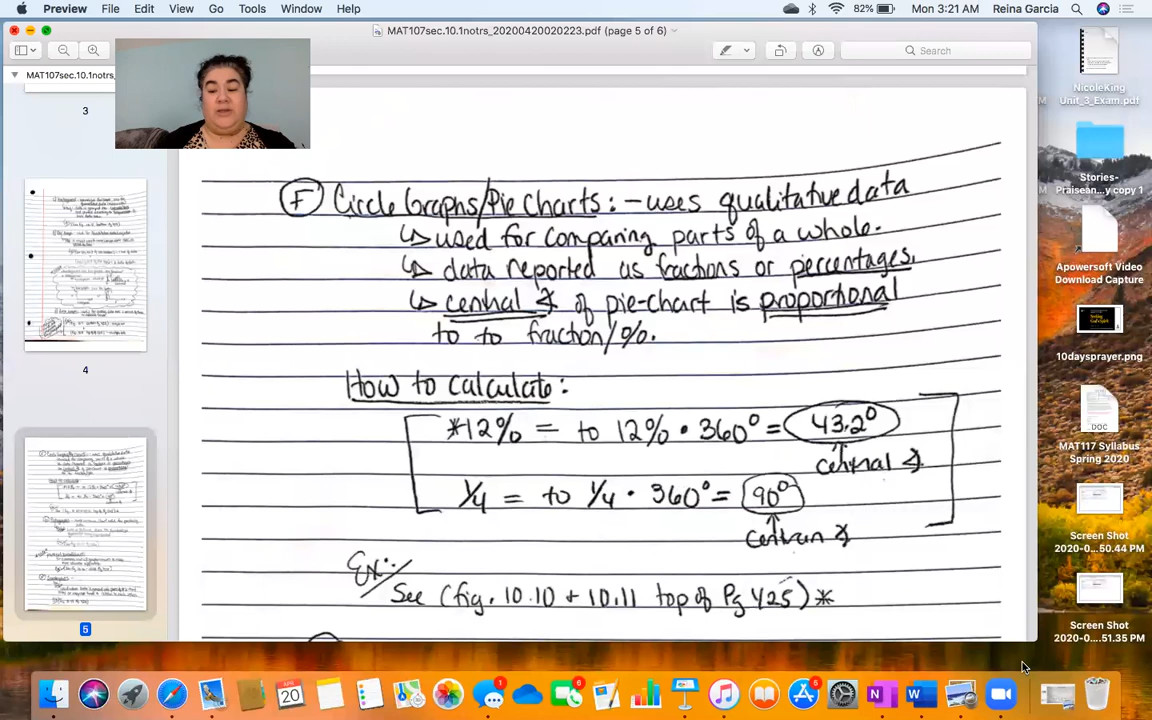 Preview File Edit View Go Tools Window Help 82% Mon 3:21 AM Reina Garcia
MAT107sec.10.1notrs_20200420020223.pdf (page 5 of 6)
Search
MAT107sec.10.1notrs_
3
4
5
F Circle Graphs/Pie Charts: - uses qualitative data
↳ used for comparing parts of a whole.
↳ data reported as fractions or percentages.
↳ central ∡ of pie-chart is proportional
to to fraction/%.
How to calculate:
*12% = to 12% • 360° = 43.2°
central ∡
1/4 = to 1/4 • 360° = 90°
∡
Ex:
See (fig. 10.10 + 10.11 top of Pg 425) *
NicoleKing
Unit_3_Exam.pdf
Stories-
Praisean...y copy 1
Apowersoft Video
Download Capture
10daysprayer.png
DOC
MAT117 Syllabus
Spring 2020
Screen Shot
2020-0...50.44 PM
Screen Shot
2020-0...51.35 PM
20